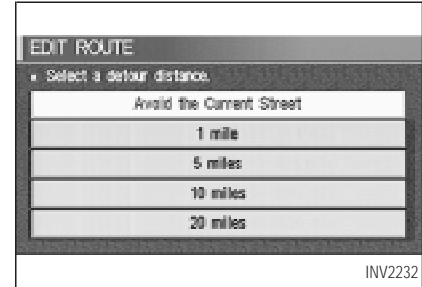 EDIT ROUTE
• Select a detour distance.
Avoid the Current Street
1 mile
5 miles
10 miles
20 miles
INV2232